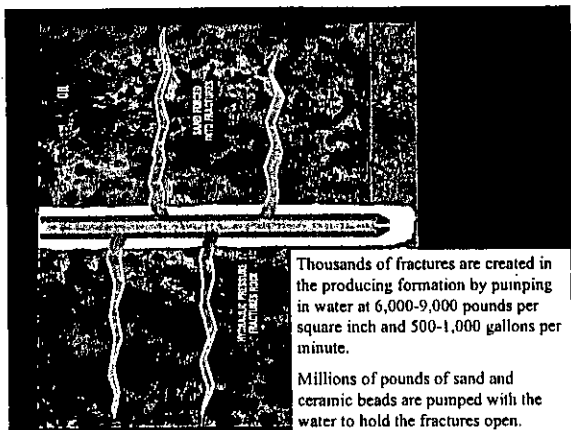 OIL
SAND FORCED
INTO FRACTURES
HYDRAULIC PRESSURE
FRACTURES ROCK
Thousands of fractures are created in
the producing formation by pumping
in water at 6,000-9,000 pounds per
square inch and 500-1,000 gallons per
minute.
Millions of pounds of sand and
ceramic beads are pumped with the
water to hold the fractures open.